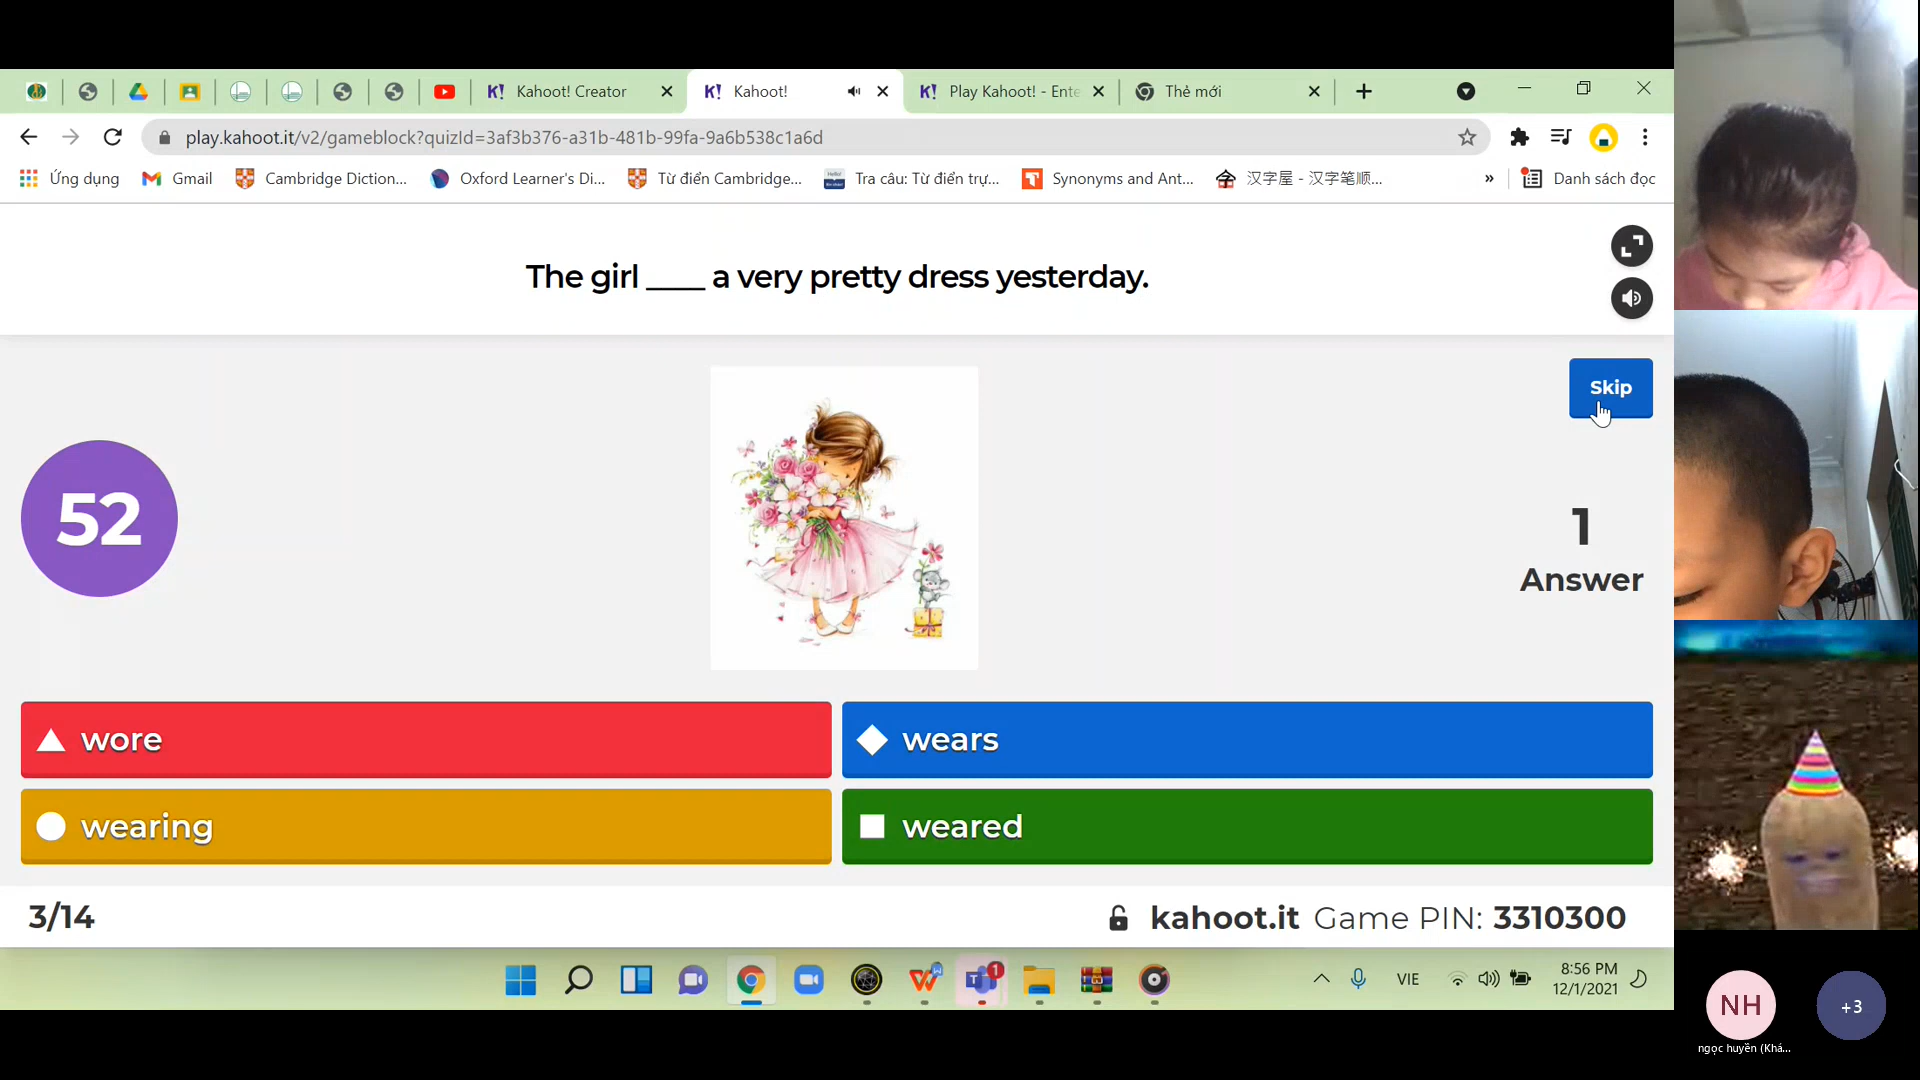 Kahoot! Creator
Kahoot!
Play Kahoot! - Ente
Thẻ mới
play.kahoot.it/v2/gameblock?quizId=3af3b376-a31b-481b-99fa-9a6b538c1a6d
Ứng dụng
Gmail
Cambridge Diction...
Oxford Learner's Di...
Từ điển Cambridge...
Tra câu: Từ điển trự...
Synonyms and Ant...
汉字屋 - 汉字笔顺...
»
Danh sách đọc
The girl ____ a very pretty dress yesterday.
Skip
52
1
Answer
wore
wears
wearing
weared
3/14
kahoot.it Game PIN: 3310300
1
VIE
8:56 PM
12/1/2021
NH
+3
ngọc huyền (Khá...